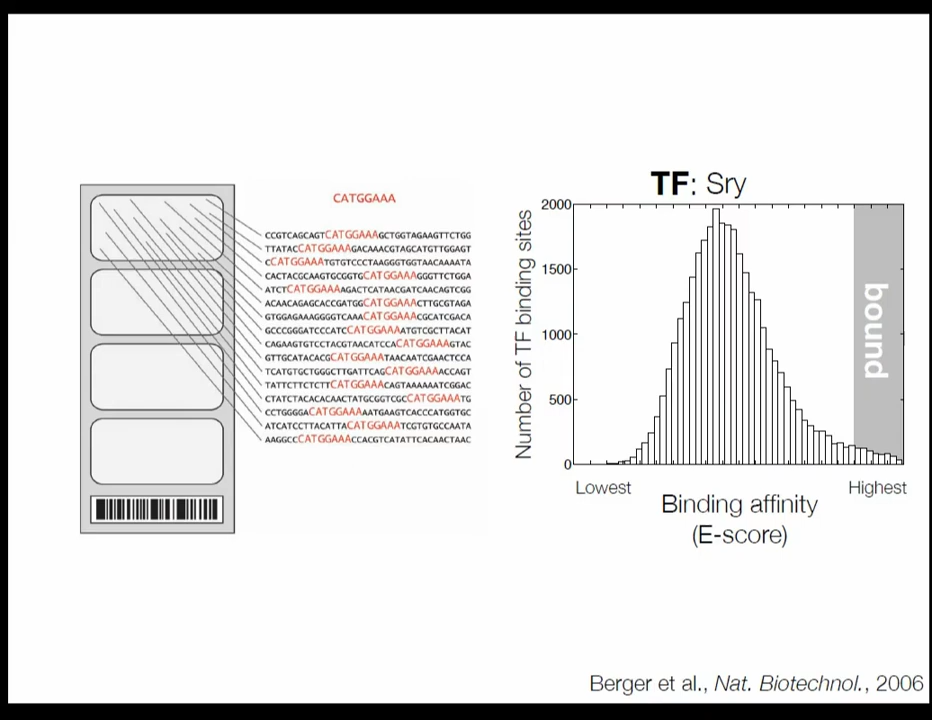 CATGGAAA
CCGTCAGCAGTCATGGAAAGCTGGTAGAAGTTCTGG
TTATACCATGGAAAGACAAACGTAGCATGTTGGAGT
CCATGGAAATGTGTCCCTAAGGGTGGTAACAAAATA
CACTACGCAAGTGCGGTGCATGGAAAGGGTTCTGGA
ATCTCATGGAAAAGACTCATAACGATCAACAGTCGG
ACAACAGAGCACCGATGGCATGGAAACTTGCGTAGA
GTGGAGAAAGGGGTCAAACATGGAAACGCATCGACA
GCCCGGGATCCCATCCATGGAAAATGTCGCTTACAT
CAGAAGTGTCCTACGTAACATCCACATGGAAAGTAC
GTTGCATACACGCATGGAAATAACAATCGAACTCCA
TCATGTGCTGGGCTTGATTCAGCATGGAAAACCAGT
TATTCTTCTCTTCATGGAAACAGTAAAAAATCGGAC
CTATCTACACACAACTATGCGGTCGCCATGGAAATG
CCTGGGGACATGGAAAAATGAAGTCACCCATGGTGC
ATCATCCTTACATTACATGGAAATCGTGTGCCAATA
AAGGCCCATGGAAACCACGTCATATTCACAACTAAC
TF: Sry
Number of TF binding sites
2000
1500
1000
500
0
bound
Lowest
Highest
Binding affinity
(E-score)
Berger et al., Nat. Biotechnol., 2006